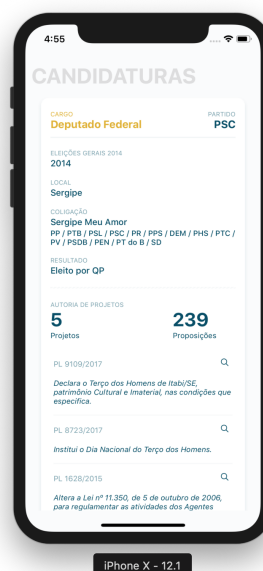 4:55
CANDIDATURAS
CARGO
Deputado Federal
PARTIDO
PSC
ELEIÇÕES GERAIS 2014
2014
LOCAL
Sergipe
COLIGAÇÃO
Sergipe Meu Amor
PP / PTB / PSL / PSC / PR / PPS / DEM / PHS / PTC /
PV / PSDB / PEN / PT do B / SD
RESULTADO
Eleito por QP
AUTORIA DE PROJETOS
5
Projetos
239
Proposições
PL 9109/2017
Declara o Terço dos Homens de Itabi/SE,
patrimônio Cultural e Imaterial, nas condições que
especifica.
PL 8723/2017
Institui o Dia Nacional do Terço dos Homens.
PL 1628/2015
Altera a Lei nº 11.350, de 5 de outubro de 2006,
para regulamentar as atividades dos Agentes
iPhone X - 12.1